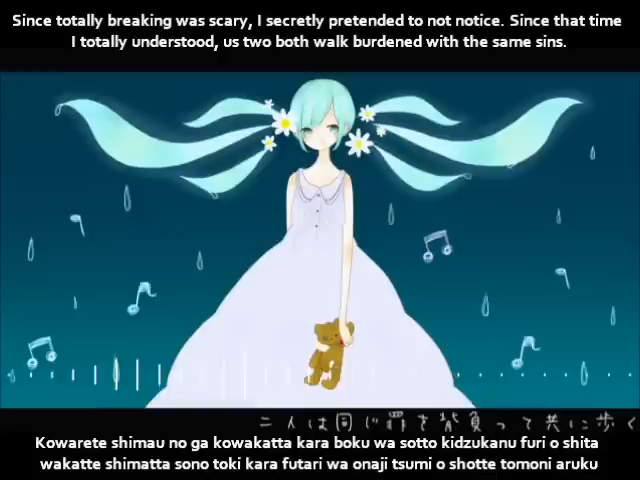 Since totally breaking was scary, I secretly pretended to not notice. Since that time
I totally understood, us two both walk burdened with the same sins.
二人は同じ罪を背負って共に歩く
Kowarete shimau no ga kowakatta kara boku wa sotto kidzukanu furi o shita
wakatte shimatta sono toki kara futari wa onaji tsumi o shotte tomoni aruku